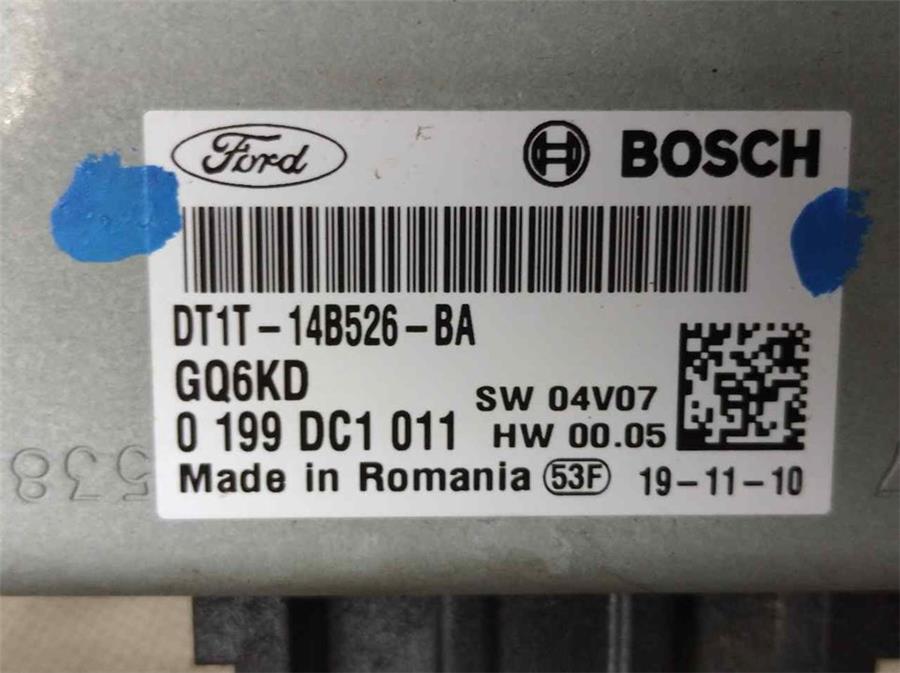 Ford BOSCH
DT1T-14B526-BA
GQ6KD
SW 04V07
0 199 DC1 011 HW 00.05
Made in Romania 53F 19-11-10
538